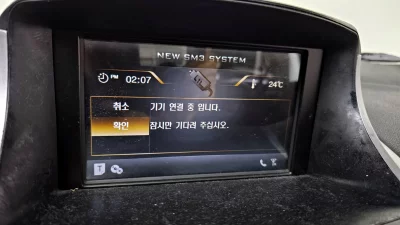 NEW SM3 SYSTEM
PM 02:07
24℃
취소 기기 연결 중 입니다.
확인 잠시만 기다려 주십시오.